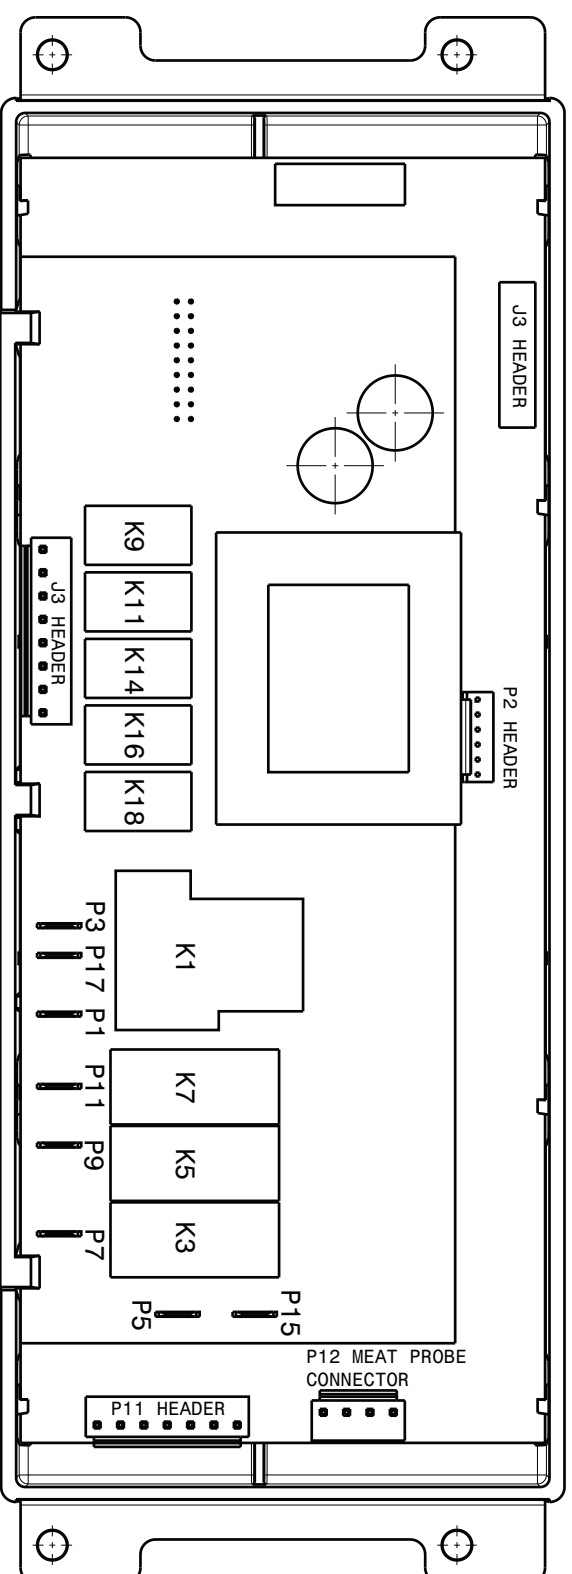 J3 HEADER
K9
K11
J3 HEADER
K14
K16
P2 HEADER
K18
P3
P17
K1
P1
P11
K7
P9
K5
P7
K3
P5
P15
P12 MEAT PROBE
CONNECTOR
P11 HEADER